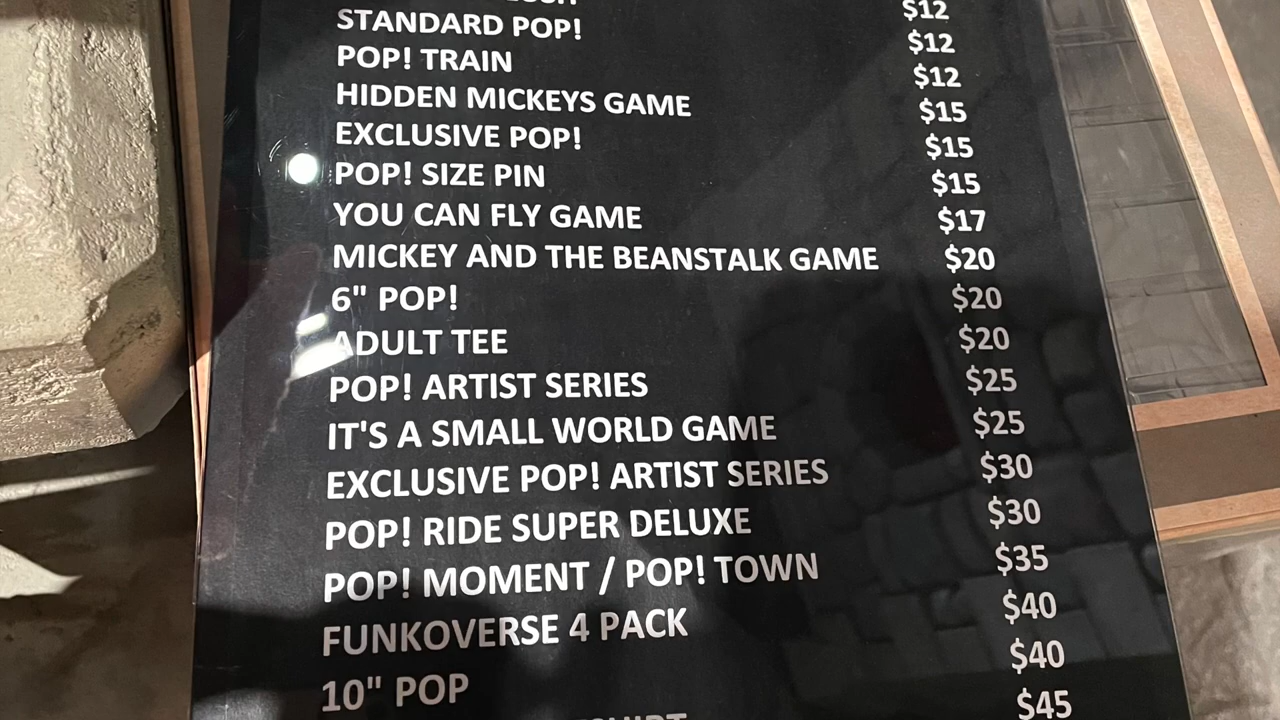 $12
STANDARD POP! $12
POP! TRAIN $12
HIDDEN MICKEYS GAME $15
EXCLUSIVE POP! $15
POP! SIZE PIN $15
YOU CAN FLY GAME $17
MICKEY AND THE BEANSTALK GAME $20
6" POP! $20
ADULT TEE $20
POP! ARTIST SERIES $25
IT'S A SMALL WORLD GAME $25
EXCLUSIVE POP! ARTIST SERIES $30
POP! RIDE SUPER DELUXE $30
POP! MOMENT / POP! TOWN $35
FUNKOVERSE 4 PACK $40
10" POP $40
$45